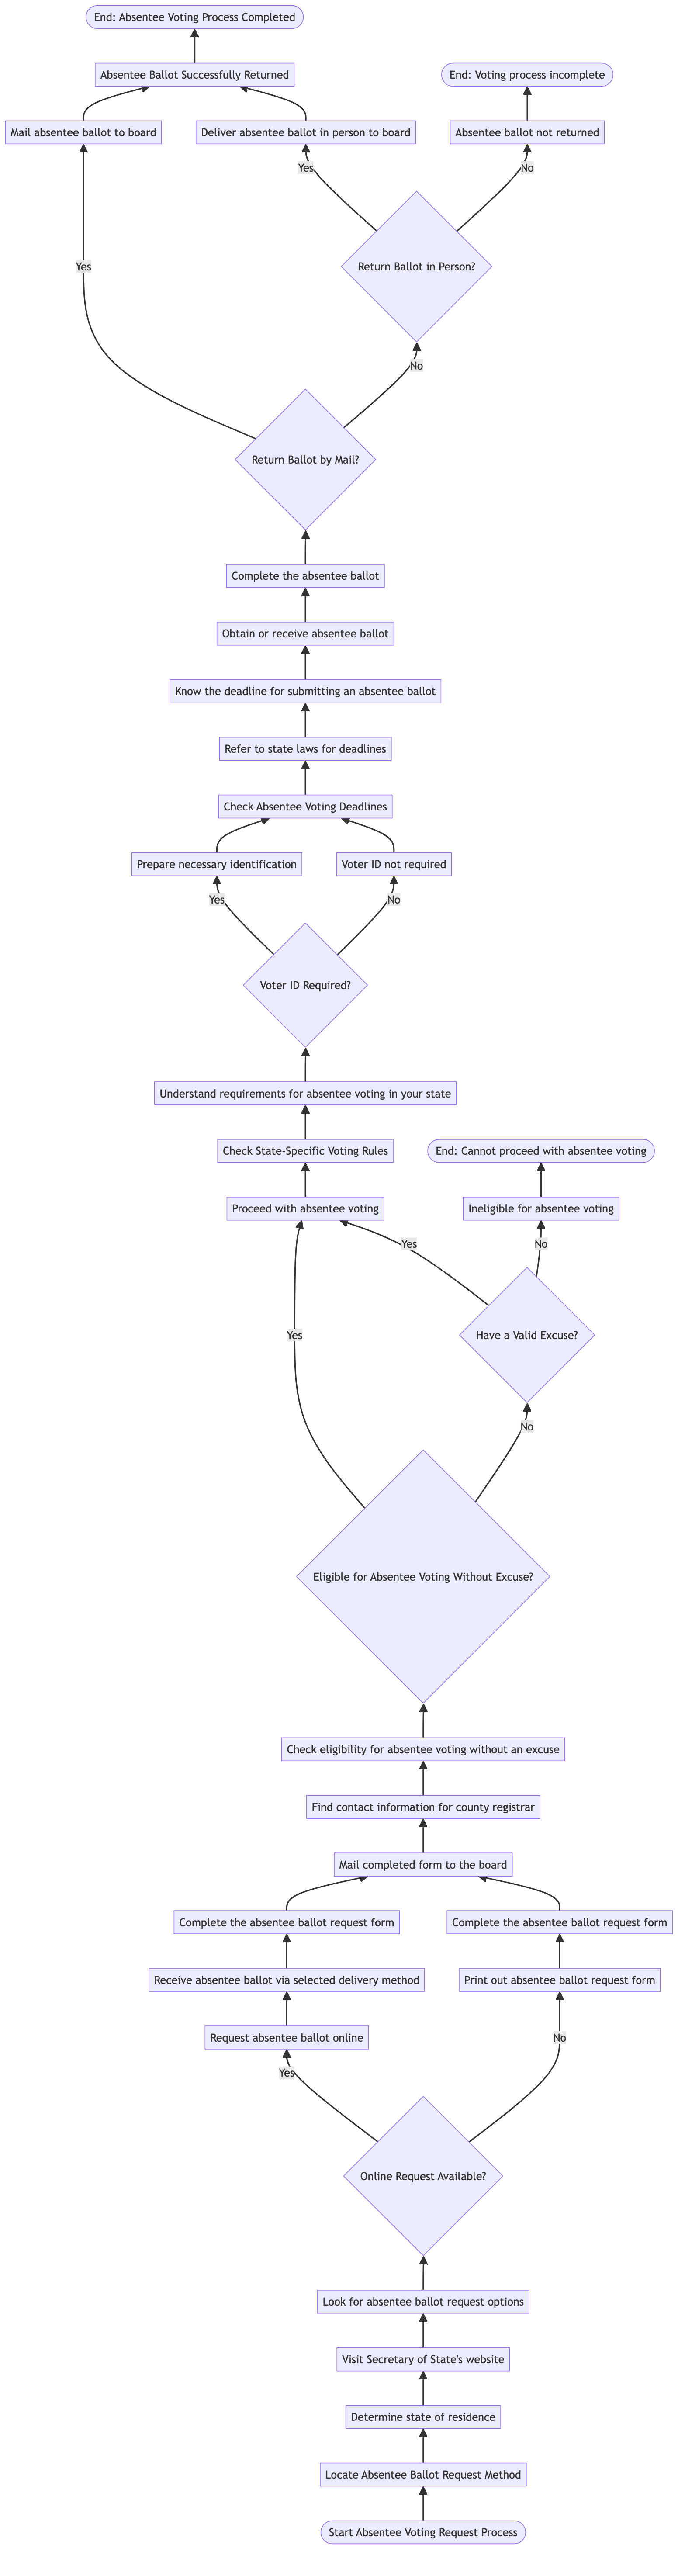 End: Absentee Voting Process Completed
Absentee Ballot Successfully Returned
End: Voting process incomplete
Mail absentee ballot to board
Deliver absentee ballot in person to board
Absentee ballot not returned
Yes
No
Yes
Return Ballot in Person?
No
Return Ballot by Mail?
Complete the absentee ballot
Obtain or receive absentee ballot
Know the deadline for submitting an absentee ballot
Refer to state laws for deadlines
Check Absentee Voting Deadlines
Prepare necessary identification
Voter ID not required
Yes
No
Voter ID Required?
Understand requirements for absentee voting in your state
Check State-Specific Voting Rules
End: Cannot proceed with absentee voting
Proceed with absentee voting
Ineligible for absentee voting
Yes
No
Yes
Have a Valid Excuse?
No
Eligible for Absentee Voting Without Excuse?
Check eligibility for absentee voting without an excuse
Find contact information for county registrar
Mail completed form to the board
Complete the absentee ballot request form
Complete the absentee ballot request form
Receive absentee ballot via selected delivery method
Print out absentee ballot request form
Request absentee ballot online
No
Yes
Online Request Available?
Look for absentee ballot request options
Visit Secretary of State's website
Determine state of residence
Locate Absentee Ballot Request Method
Start Absentee Voting Request Process